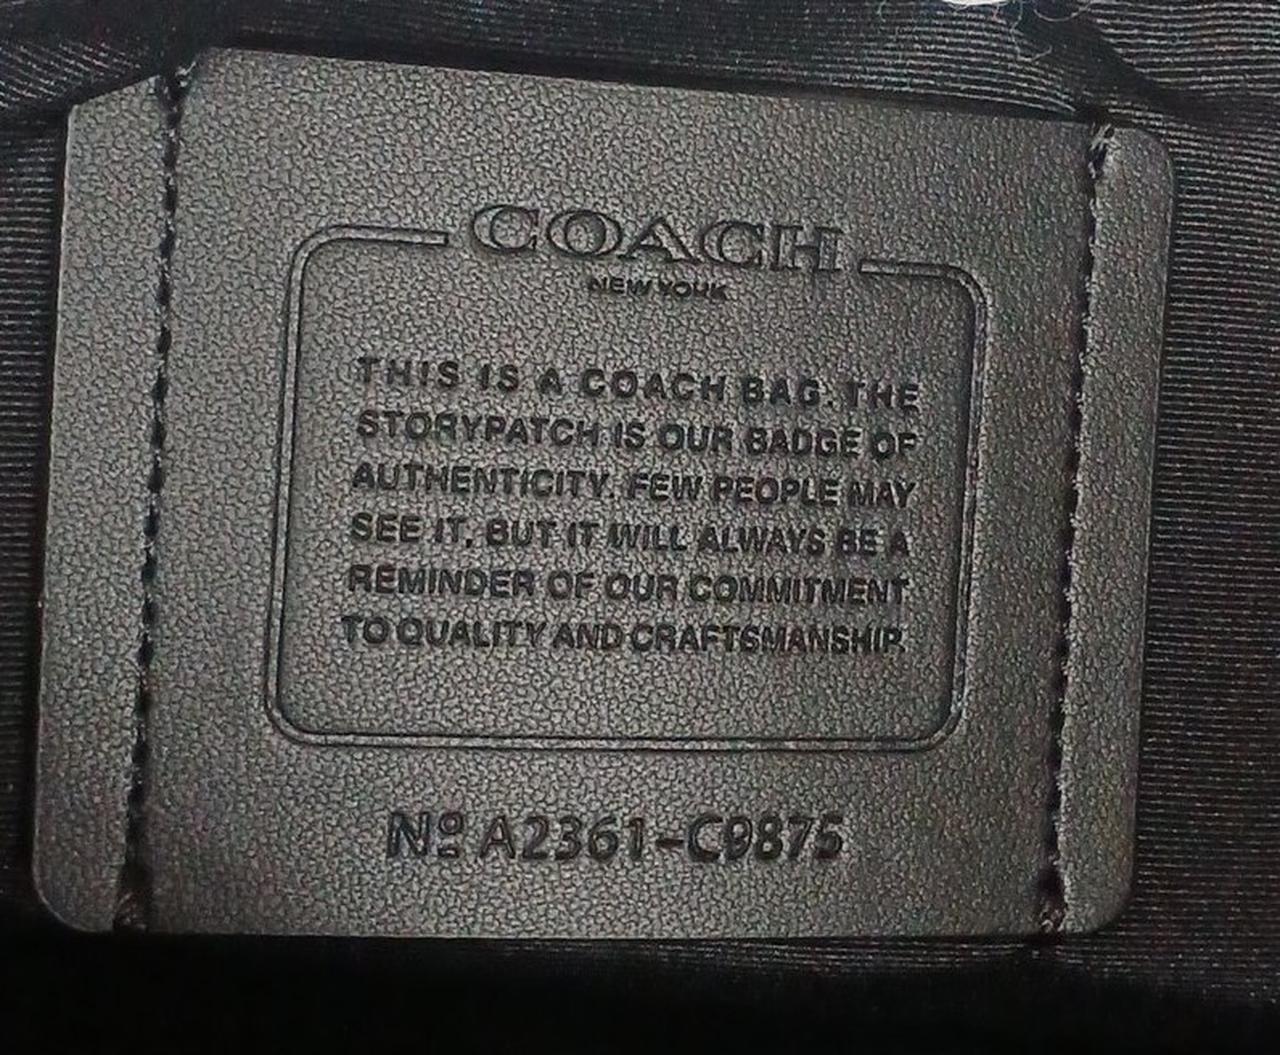 COACH
NEW YORK
THIS IS A COACH BAG. THE
STORYPATCH IS OUR BADGE OF
AUTHENTICITY. FEW PEOPLE MAY
SEE IT, BUT IT WILL ALWAYS BE A
REMINDER OF OUR COMMITMENT
TO QUALITY AND CRAFTSMANSHIP.
Nº A2361-C9875